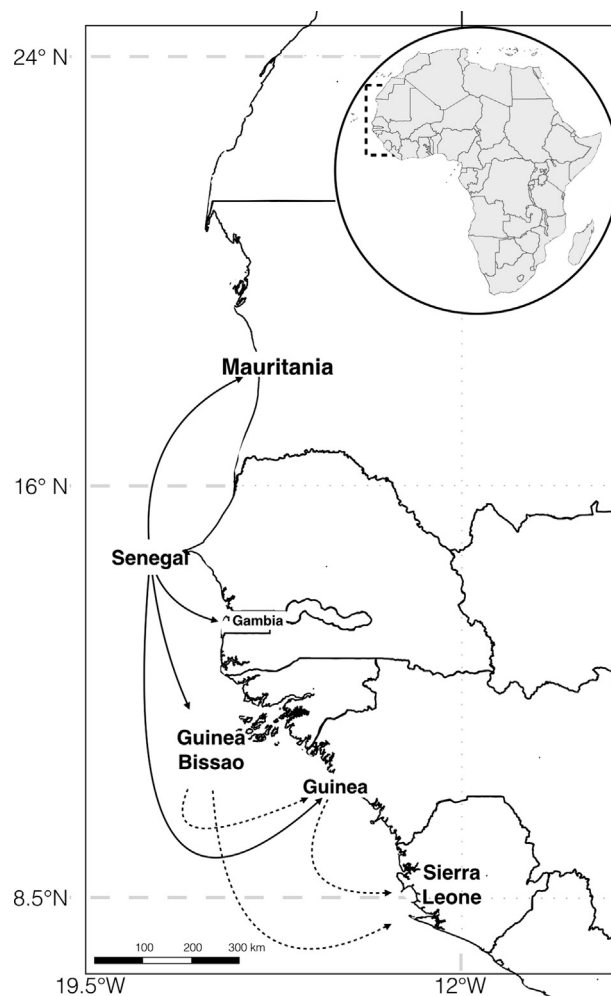 24° N
Mauritania
16° N
Senegal
Gambia
Guinea
Bissao
Guinea
Sierra
Leone
8.5°N
100 200 300 km
19.5°W 12°W